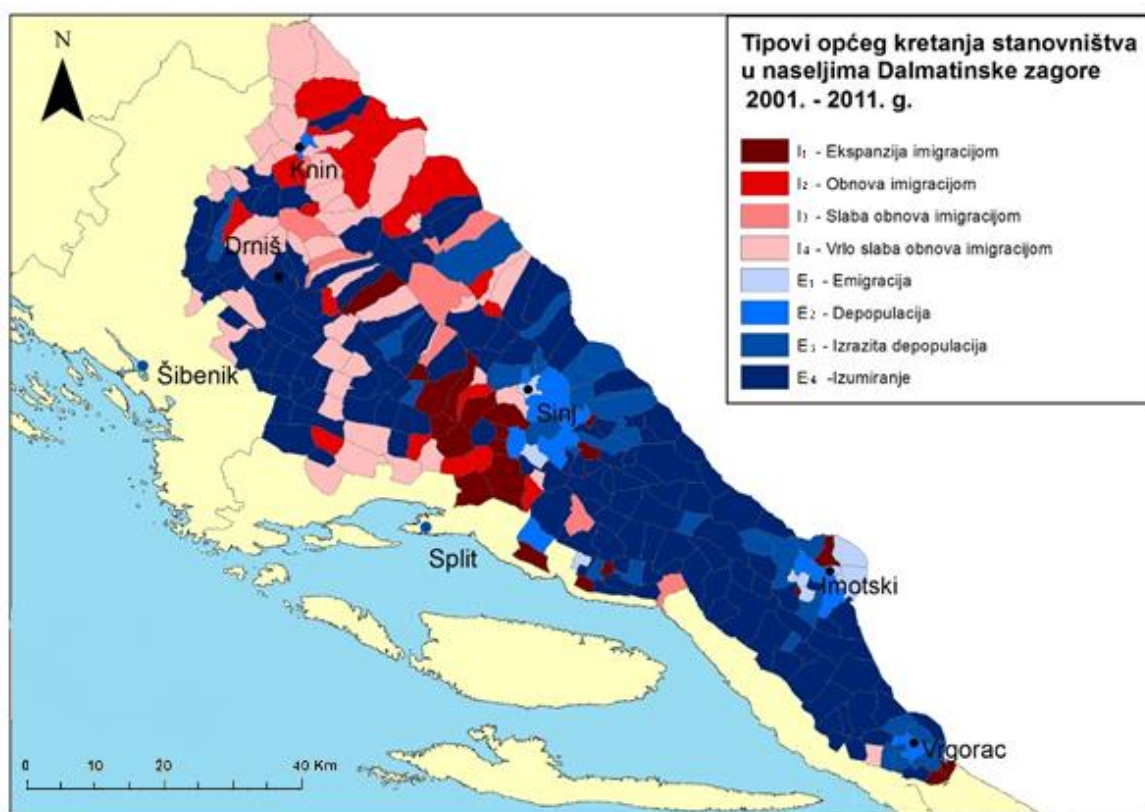 N
Tipovi općeg kretanja stanovništva
u naseljima Dalmatinske zagore
2001. - 2011. g.
I₁ - Ekspanzija imigracijom
I₂ - Obnova imigracijom
I₃ - Slaba obnova imigracijom
I₄ - Vrlo slaba obnova imigracijom
E₁ - Emigracija
E₂ - Depopulacija
E₃ - Izrazita depopulacija
E₄ -Izumiranje
Knin
Drniš
Šibenik
Sinj
Split
Imotski
Vrgorac
0 10 20 40 Km